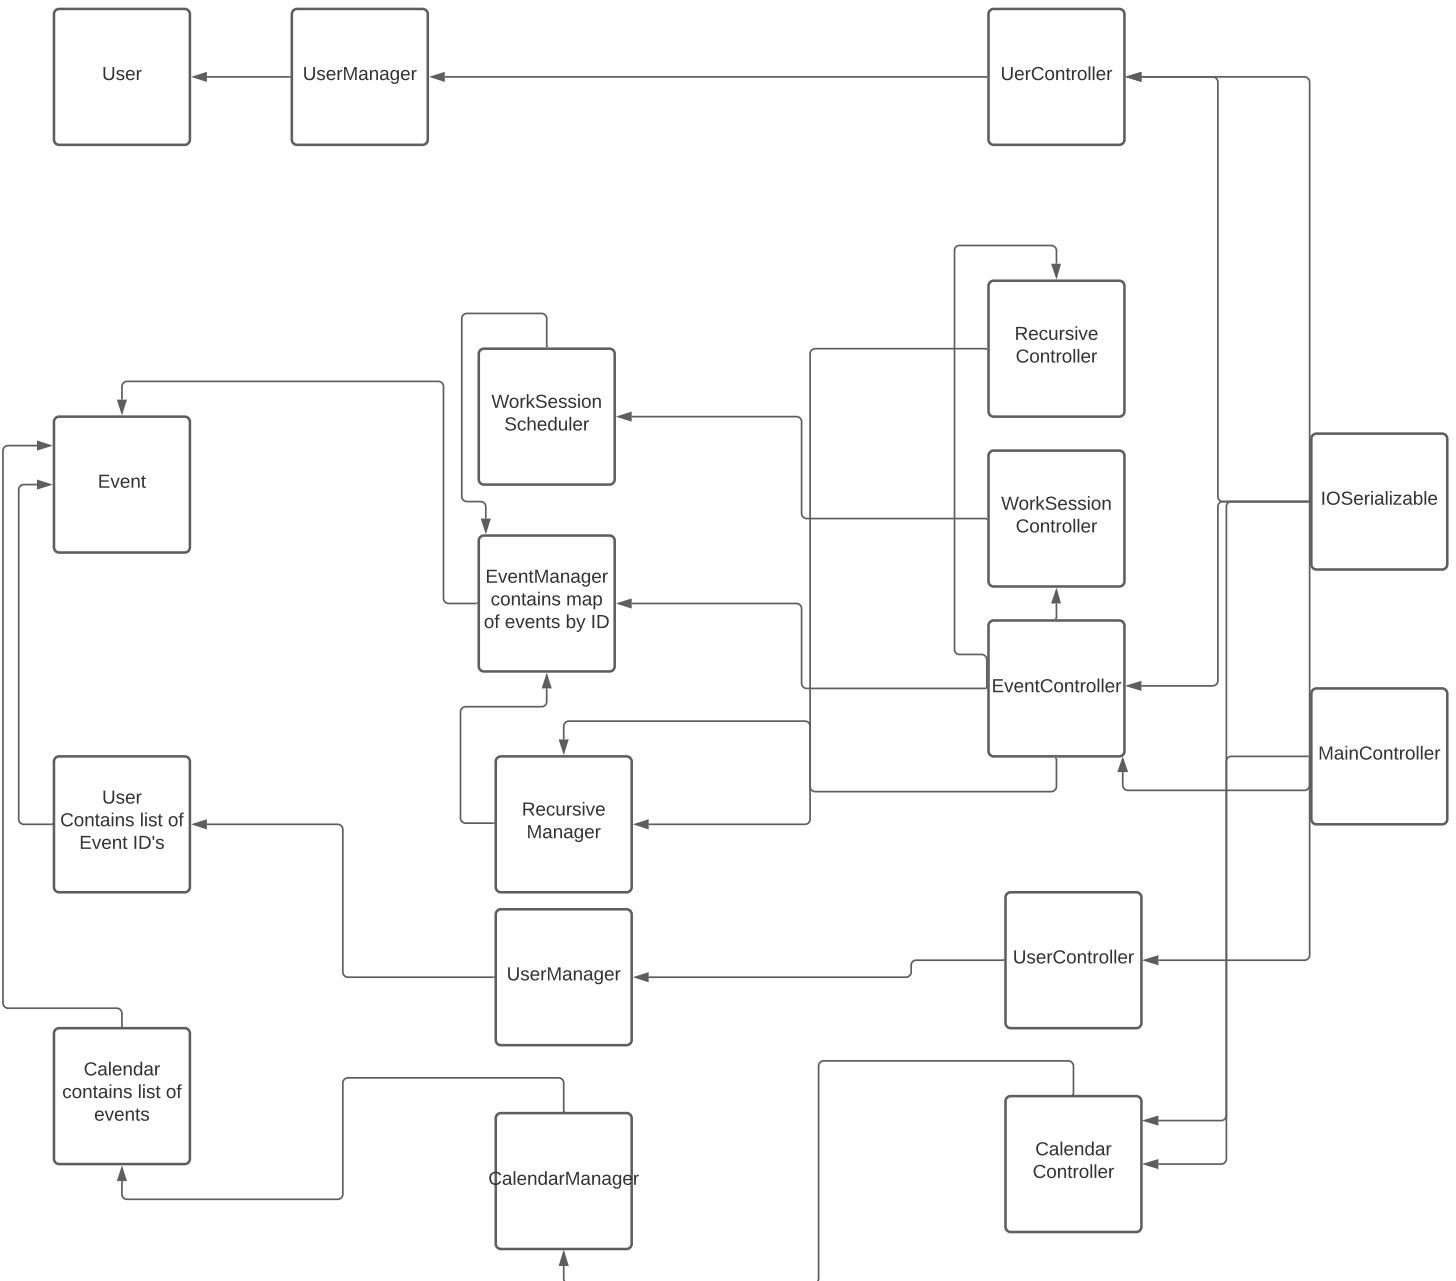 User
UserManager
UerController
Recursive
Controller
WorkSession
Scheduler
Event
WorkSession
Controller
IOSerializable
EventManager
contains map
of events by ID
EventController
MainController
User
Contains list of
Event ID's
Recursive
Manager
UserManager
UserController
Calendar
contains list of
events
CalendarManager
Calendar
Controller